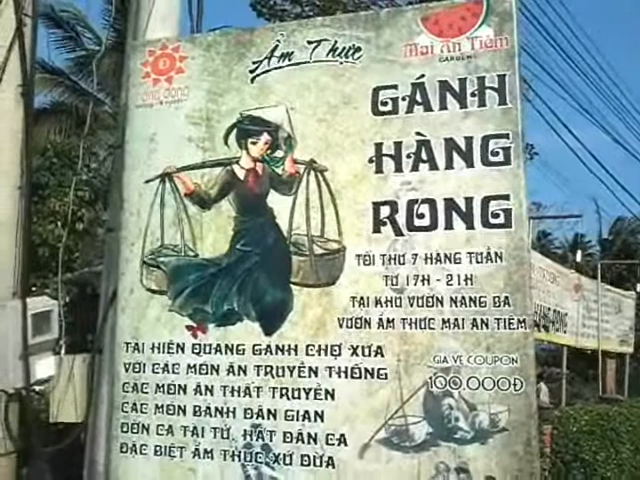 Ẩm Thực
Mai An Tiêm
GARDENS
GÁNH
HÀNG
RONG
TỐI THỨ 7 HÀNG TUẦN
TỪ 17H - 21H
TẠI KHU VƯỜN NÀNG BA
VƯỜN ẨM THỰC MAI AN TIÊM
TÁI HIỆN QUANG GÁNH CHỢ XƯA
VỚI CÁC MÓN ĂN TRUYỀN THỐNG
CÁC MÓN ĂN THẤT TRUYỀN
CÁC MÓN BÁNH DÂN GIAN
ĐỜN CA TÀI TỬ, HÁT DÂN CA
ĐẶC BIỆT ẨM THỰC XỨ DỪA
GIÁ VÉ COUPON
100.000Đ